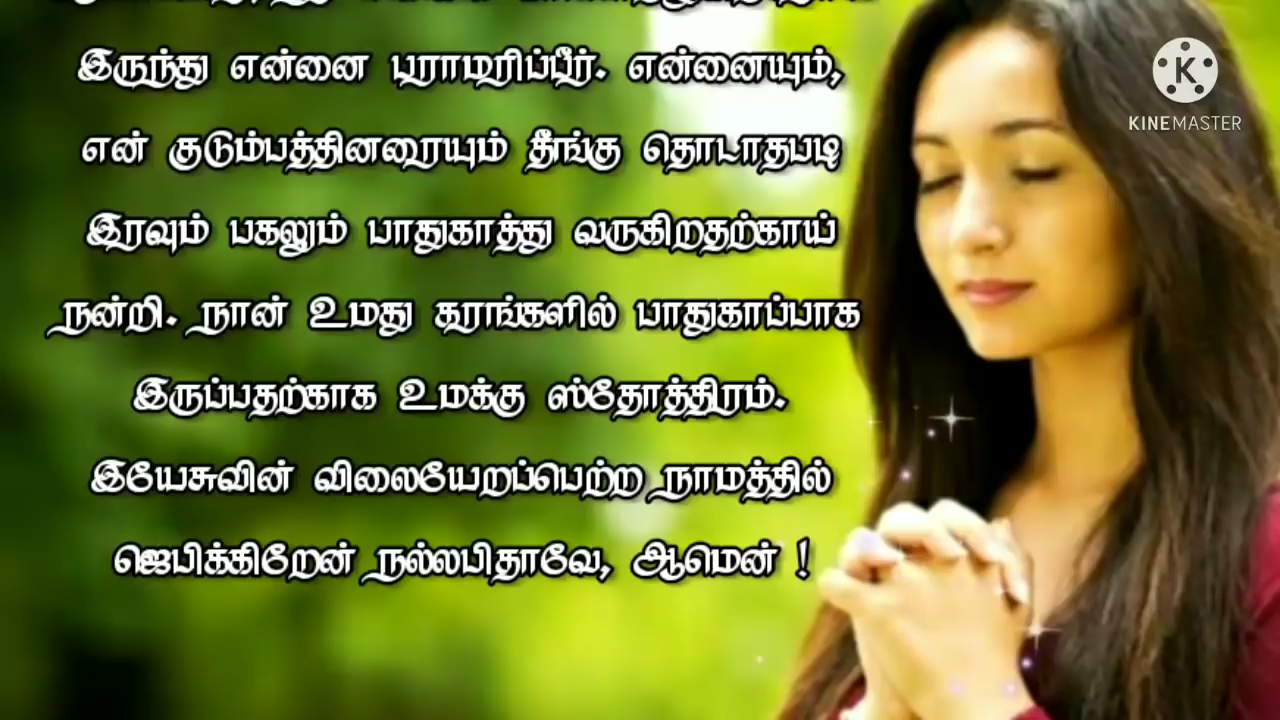 இருந்து என்னை பராமரிப்பீர். என்னையும்,
என் குடும்பத்தினரையும் தீங்கு தொடாதபடி
இரவும் பகலும் பாதுகாத்து வருகிறதற்காய்
நன்றி. நான் உமது கரங்களில் பாதுகாப்பாக
இருப்பதற்காக உமக்கு ஸ்தோத்திரம்.
இயேசுவின் விலையேறப்பெற்ற நாமத்தில்
ஜெபிக்கிறேன் நல்லபிதாவே, ஆமென் !
K
KINEMASTER